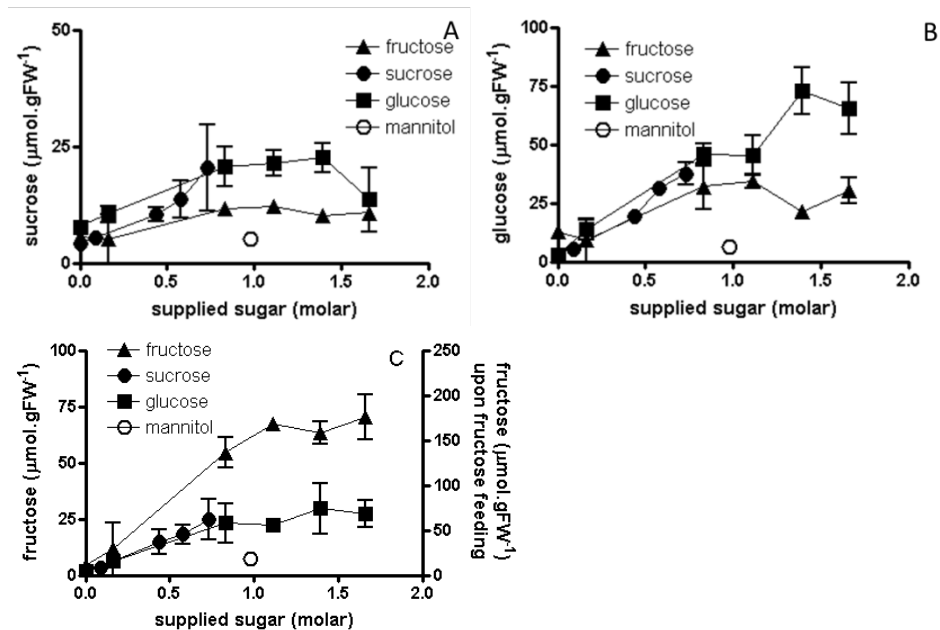 A
50
25
0
sucrose (μmol.gFW⁻¹)
fructose
sucrose
glucose
mannitol
0.0 0.5 1.0 1.5 2.0
supplied sugar (molar)
B
100
75
50
25
0
glucose (μmol.gFW⁻¹)
fructose
sucrose
glucose
mannitol
0.0 0.5 1.0 1.5 2.0
supplied sugar (molar)
C
100
75
50
25
0
fructose (μmol.gFW⁻¹)
fructose
sucrose
glucose
mannitol
250
200
150
100
50
0
fructose (μmol.gFW⁻¹)
upon fructose feeding
0.0 0.5 1.0 1.5 2.0
supplied sugar (molar)